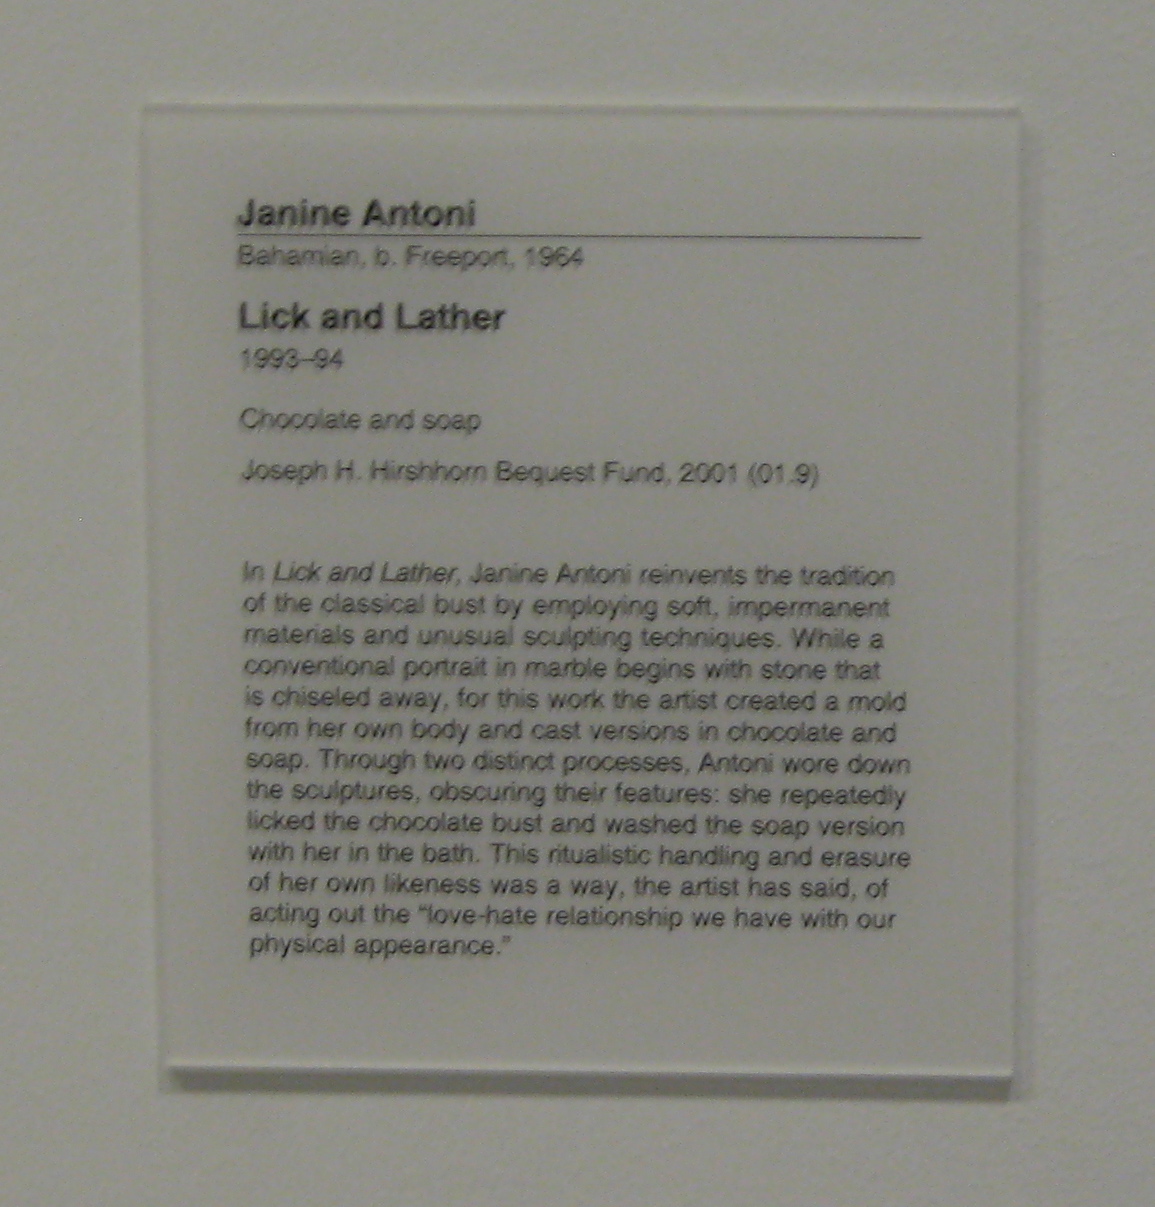 Janine Antoni
Bahamian, b. Freeport, 1964
Lick and Lather
1993–94
Chocolate and soap
Joseph H. Hirshhorn Bequest Fund, 2001 (01.9)
In Lick and Lather, Janine Antoni reinvents the tradition
of the classical bust by employing soft, impermanent
materials and unusual sculpting techniques. While a
conventional portrait in marble begins with stone that
is chiseled away, for this work the artist created a mold
from her own body and cast versions in chocolate and
soap. Through two distinct processes, Antoni wore down
the sculptures, obscuring their features: she repeatedly
licked the chocolate bust and washed the soap version
with her in the bath. This ritualistic handling and erasure
of her own likeness was a way, the artist has said, of
acting out the “love-hate relationship we have with our
physical appearance.”